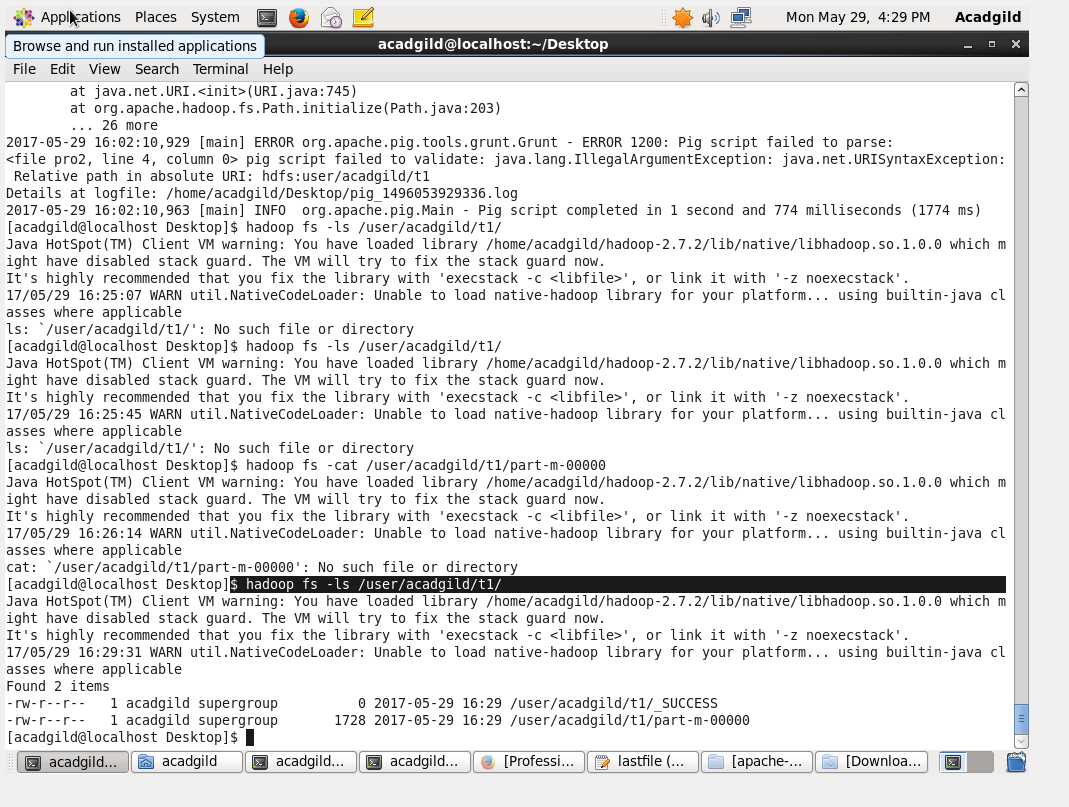 Applications Places System Mon May 29, 4:29 PM Acadgild
Browse and run installed applications
acadgild@localhost:~/Desktop
File Edit View Search Terminal Help
at java.net.URI.<init>(URI.java:745)
at org.apache.hadoop.fs.Path.initialize(Path.java:203)
... 26 more
2017-05-29 16:02:10,929 [main] ERROR org.apache.pig.tools.grunt.Grunt - ERROR 1200: Pig script failed to parse:
<file pro2, line 4, column 0> pig script failed to validate: java.lang.IllegalArgumentException: java.net.URISyntaxException:
Relative path in absolute URI: hdfs:user/acadgild/t1
Details at logfile: /home/acadgild/Desktop/pig_1496053929336.log
2017-05-29 16:02:10,963 [main] INFO  org.apache.pig.Main - Pig script completed in 1 second and 774 milliseconds (1774 ms)
[acadgild@localhost Desktop]$ hadoop fs -ls /user/acadgild/t1/
Java HotSpot(TM) Client VM warning: You have loaded library /home/acadgild/hadoop-2.7.2/lib/native/libhadoop.so.1.0.0 which m
ight have disabled stack guard. The VM will try to fix the stack guard now.
It's highly recommended that you fix the library with 'execstack -c <libfile>', or link it with '-z noexecstack'.
17/05/29 16:25:07 WARN util.NativeCodeLoader: Unable to load native-hadoop library for your platform... using builtin-java cl
asses where applicable
ls: `/user/acadgild/t1/': No such file or directory
[acadgild@localhost Desktop]$ hadoop fs -ls /user/acadgild/t1/
Java HotSpot(TM) Client VM warning: You have loaded library /home/acadgild/hadoop-2.7.2/lib/native/libhadoop.so.1.0.0 which m
ight have disabled stack guard. The VM will try to fix the stack guard now.
It's highly recommended that you fix the library with 'execstack -c <libfile>', or link it with '-z noexecstack'.
17/05/29 16:25:45 WARN util.NativeCodeLoader: Unable to load native-hadoop library for your platform... using builtin-java cl
asses where applicable
ls: `/user/acadgild/t1/': No such file or directory
[acadgild@localhost Desktop]$ hadoop fs -cat /user/acadgild/t1/part-m-00000
Java HotSpot(TM) Client VM warning: You have loaded library /home/acadgild/hadoop-2.7.2/lib/native/libhadoop.so.1.0.0 which m
ight have disabled stack guard. The VM will try to fix the stack guard now.
It's highly recommended that you fix the library with 'execstack -c <libfile>', or link it with '-z noexecstack'.
17/05/29 16:26:14 WARN util.NativeCodeLoader: Unable to load native-hadoop library for your platform... using builtin-java cl
asses where applicable
cat: `/user/acadgild/t1/part-m-00000': No such file or directory
[acadgild@localhost Desktop]$ hadoop fs -ls /user/acadgild/t1/
Java HotSpot(TM) Client VM warning: You have loaded library /home/acadgild/hadoop-2.7.2/lib/native/libhadoop.so.1.0.0 which m
ight have disabled stack guard. The VM will try to fix the stack guard now.
It's highly recommended that you fix the library with 'execstack -c <libfile>', or link it with '-z noexecstack'.
17/05/29 16:29:31 WARN util.NativeCodeLoader: Unable to load native-hadoop library for your platform... using builtin-java cl
asses where applicable
Found 2 items
-rw-r--r--   1 acadgild supergroup          0 2017-05-29 16:29 /user/acadgild/t1/_SUCCESS
-rw-r--r--   1 acadgild supergroup       1728 2017-05-29 16:29 /user/acadgild/t1/part-m-00000
[acadgild@localhost Desktop]$
acadgild... acadgild acadgild... acadgild... [Professi... lastfile (... [apache-... [Downloa...